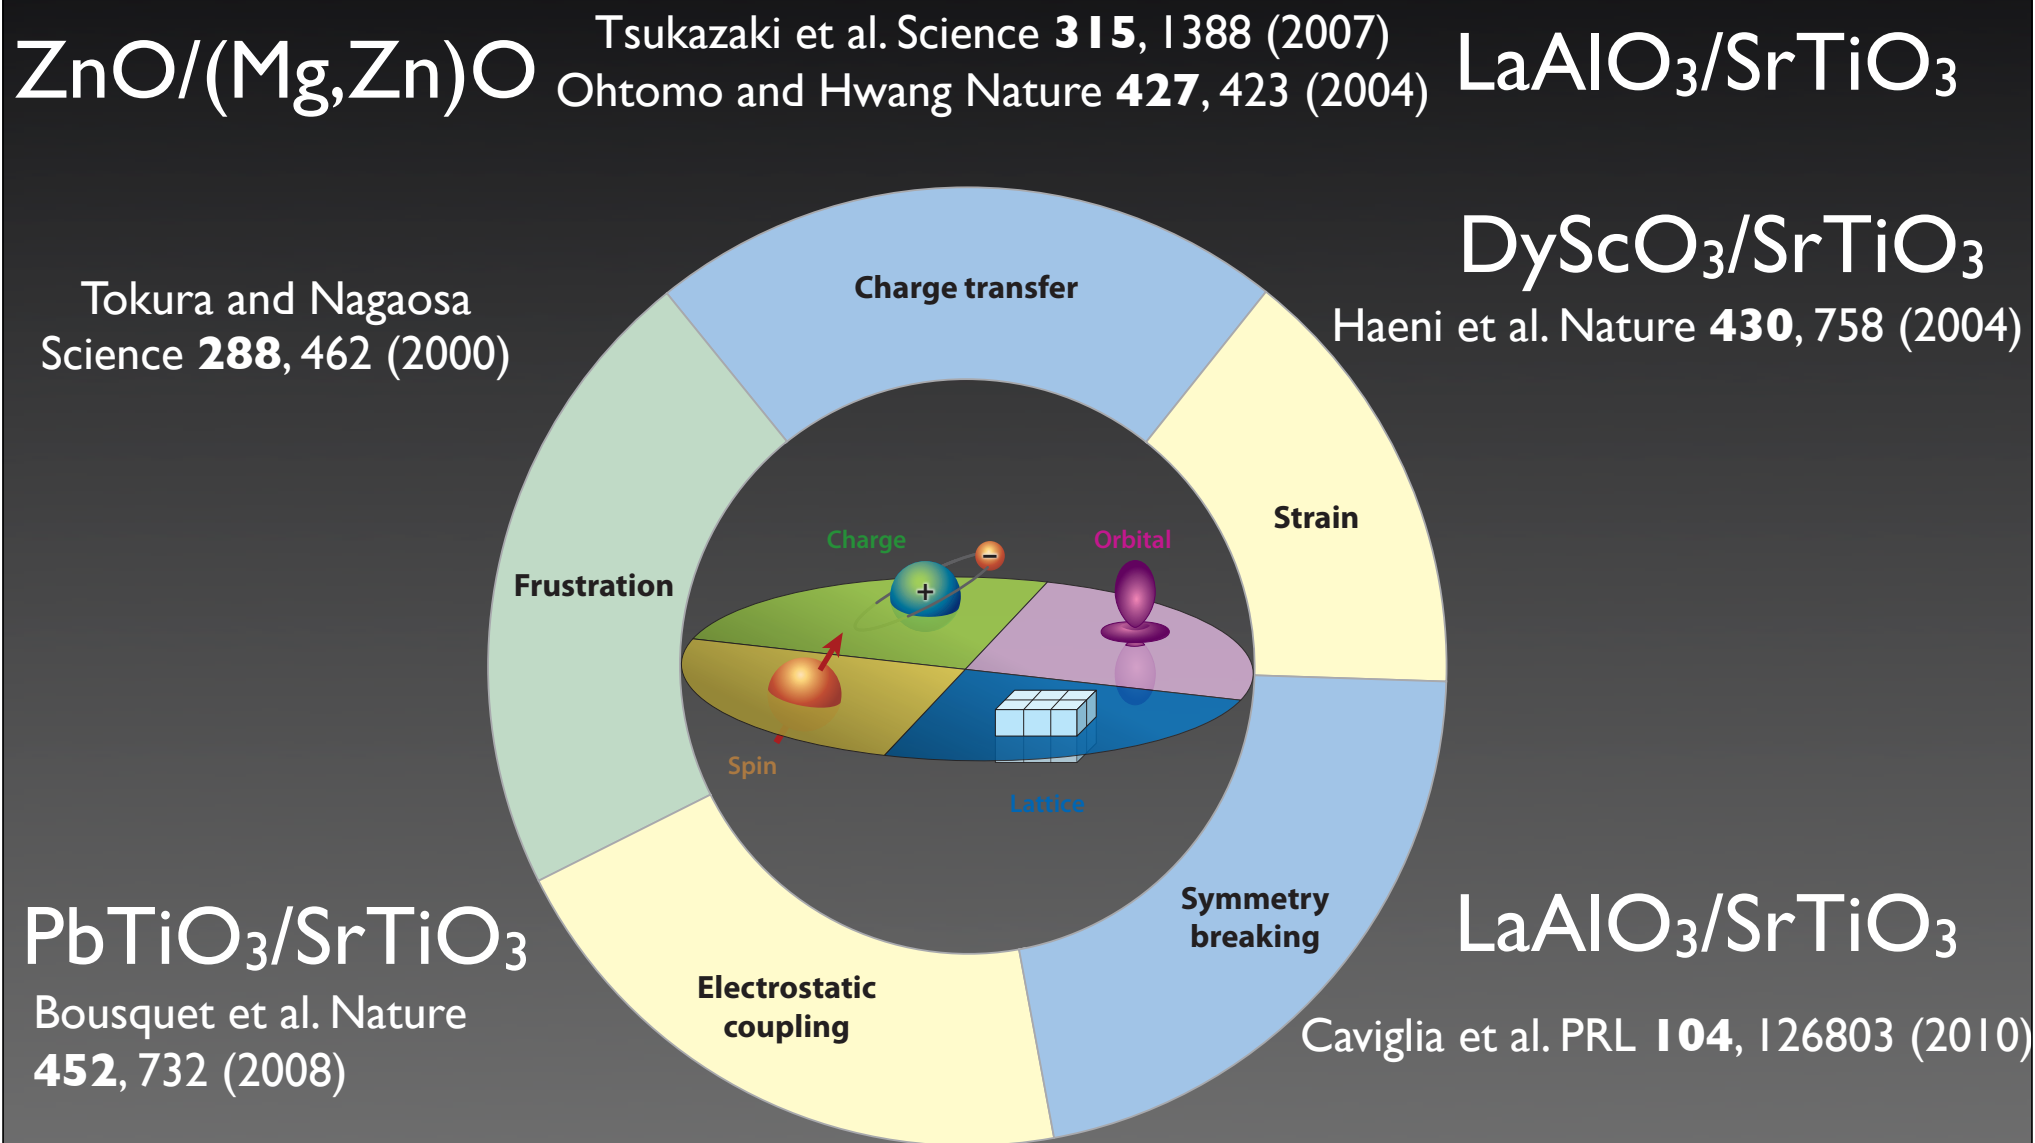 ZnO/(Mg,Zn)O
Tsukazaki et al. Science 315, 1388 (2007)
Ohtomo and Hwang Nature 427, 423 (2004)
LaAlO₃/SrTiO₃
DyScO₃/SrTiO₃
Haeni et al. Nature 430, 758 (2004)
Tokura and Nagaosa
Science 288, 462 (2000)
Charge transfer
Strain
Frustration
Charge
Orbital
−
+
Spin
Lattice
Symmetry
breaking
Electrostatic
coupling
PbTiO₃/SrTiO₃
Bousquet et al. Nature
452, 732 (2008)
LaAlO₃/SrTiO₃
Caviglia et al. PRL 104, 126803 (2010)